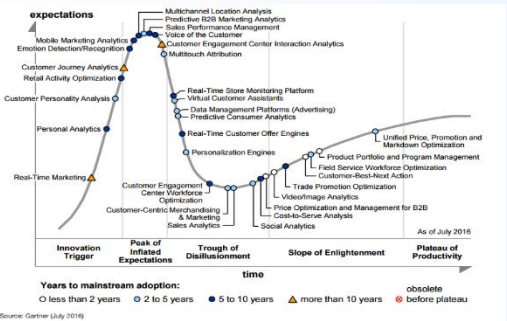 expectations
Multichannel Location Analysis
Predictive B2B Marketing Analytics
Sales Performance Management
Voice of the Customer
Mobile Marketing Analytics
Emotion Detection/Recognition
Customer Engagement Center Interaction Analytics
Multitouch Attribution
Customer Journey Analytics
Retail Activity Optimization
Customer Personality Analysis
Real-Time Store Monitoring Platform
Virtual Customer Assistants
Data Management Platforms (Advertising)
Predictive Consumer Analytics
Personal Analytics
Real-Time Customer Offer Engines
Unified Price, Promotion and
Markdown Optimization
Personalization Engines
Product Portfolio and Program Management
Field Service Workforce Optimization
Customer-Best-Next Action
Real-Time Marketing
Trade Promotion Optimization
Customer Engagement
Center Workforce
Optimization
Video/Image Analytics
Price Optimization and Management for B2B
Customer-Centric Merchandising
& Marketing
Cost-to-Serve Analysis
Sales Analytics
Social Analytics
As of July 2016
Innovation
Trigger
Peak of
Inflated
Expectations
Trough of
Disillusionment
Slope of Enlightenment
Plateau of
Productivity
time
Years to mainstream adoption:
less than 2 years
2 to 5 years
5 to 10 years
more than 10 years
obsolete
before plateau
Source: Gartner (July 2016)